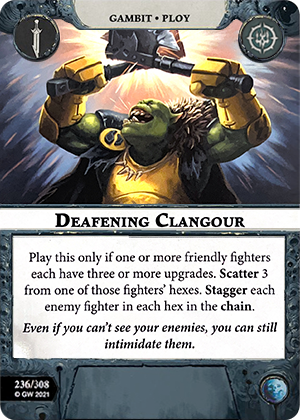 GAMBIT • PLOY
DEAFENING CLANGOUR
Play this only if one or more friendly fighters
each have three or more upgrades. Scatter 3
from one of those fighters' hexes. Stagger each
enemy fighter in each hex in the chain.
Even if you can't see your enemies, you can still
intimidate them.
236/308
© GW 2021